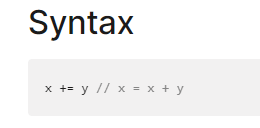 Syntax
x += y // x = x + y